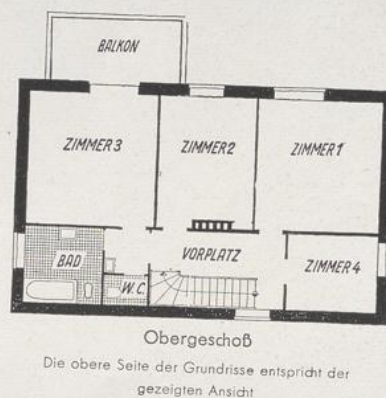 BALKON
ZIMMER 3
ZIMMER 2
ZIMMER 1
BAD
W.C.
VORPLATZ
ZIMMER 4
Obergeschoß
Die obere Seite der Grundrisse entspricht der
gezeigten Ansicht